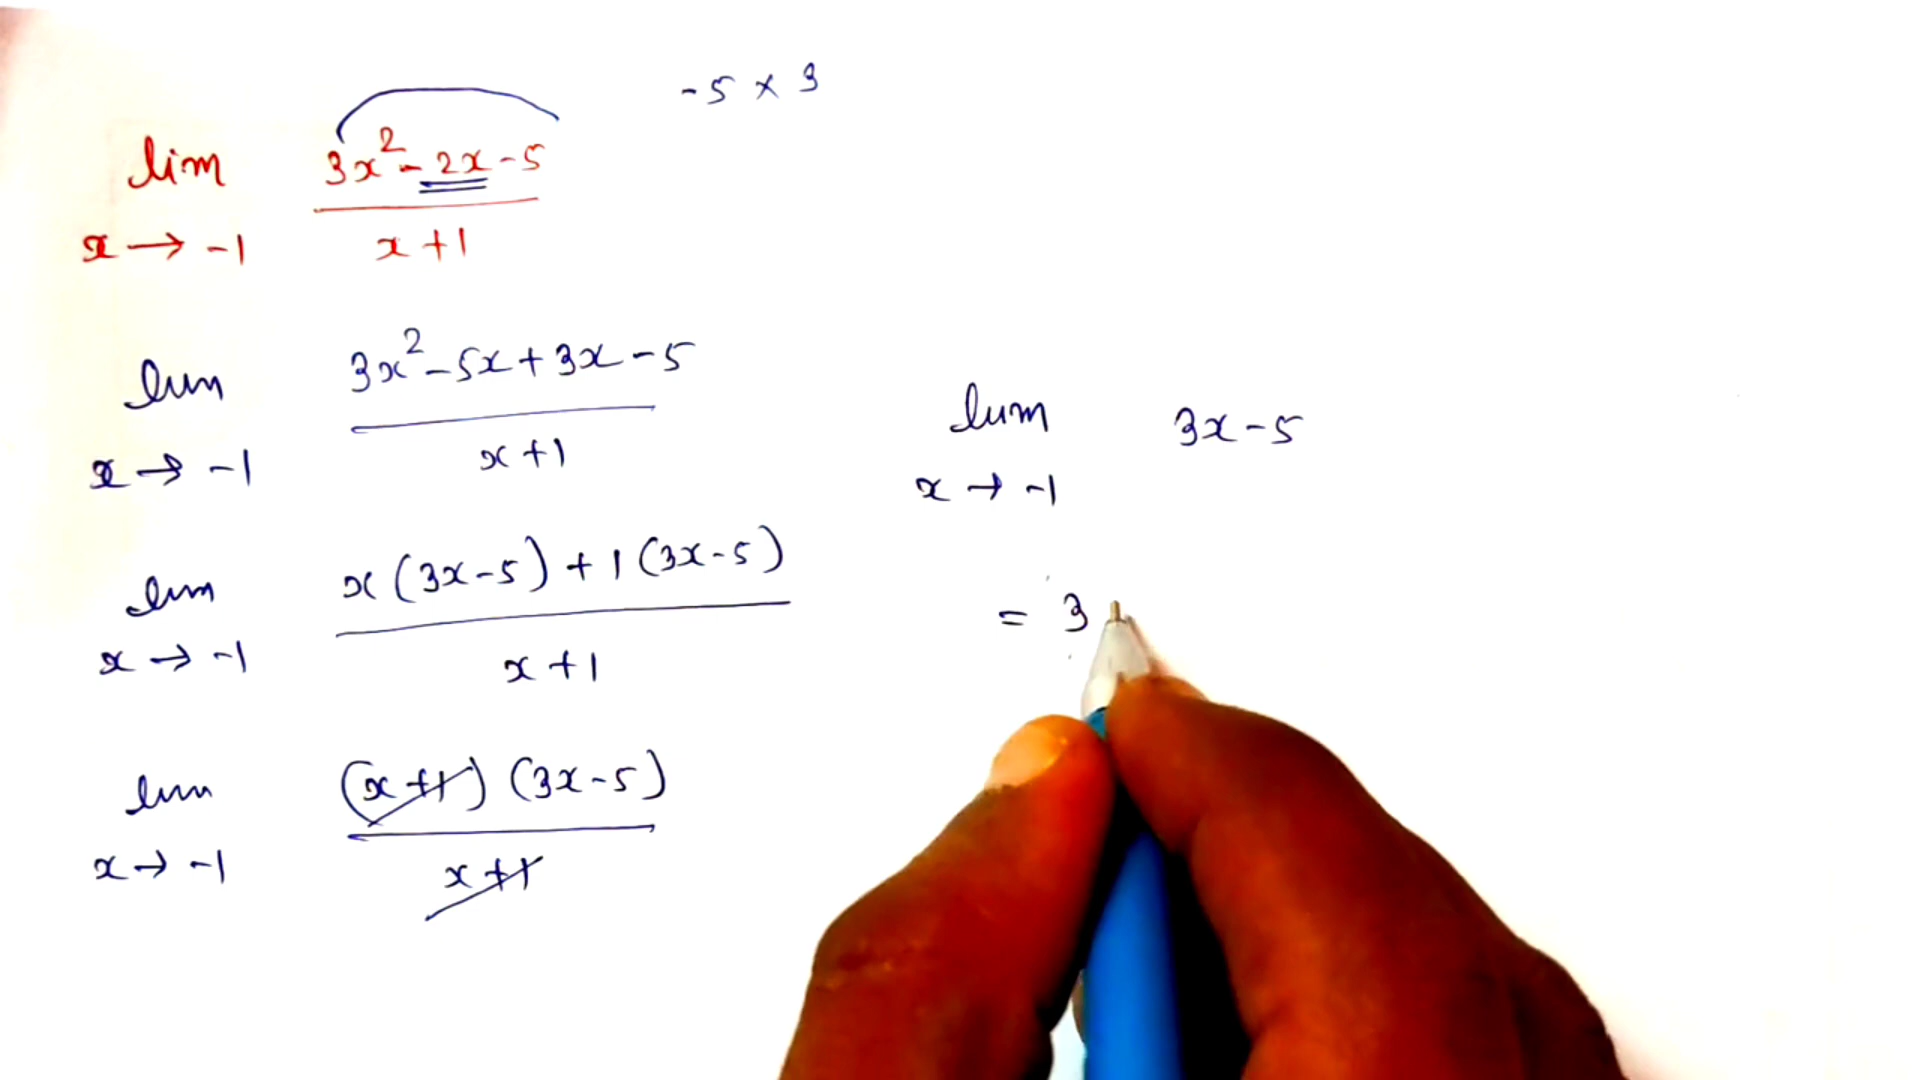 -5 × 3
lim 3x² - 2x - 5
x → -1 x + 1
lim 3x² - 5x + 3x - 5
x → -1 x + 1
lim x (3x - 5) + 1 (3x - 5)
x → -1 x + 1
lim (x + 1) (3x - 5)
x → -1 x + 1
lim 3x - 5
x → -1
= 3